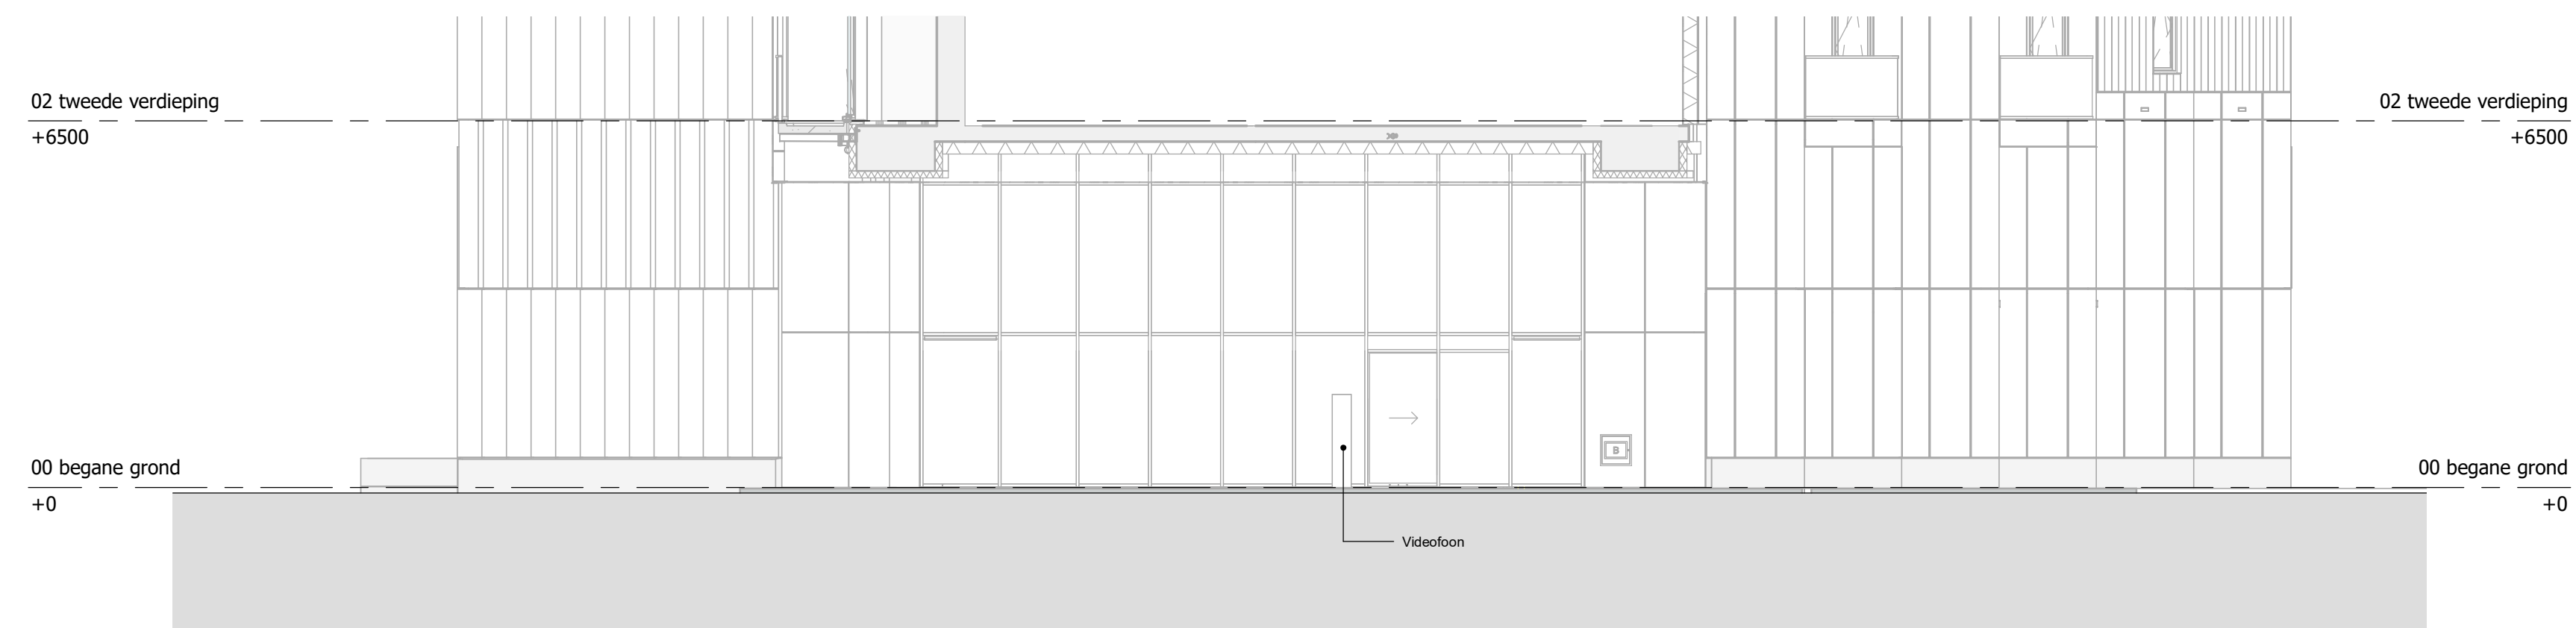 02 tweede verdieping
02 tweede verdieping
+6500
+6500
B
00 begane grond
00 begane grond
+0
+0
Videofoon